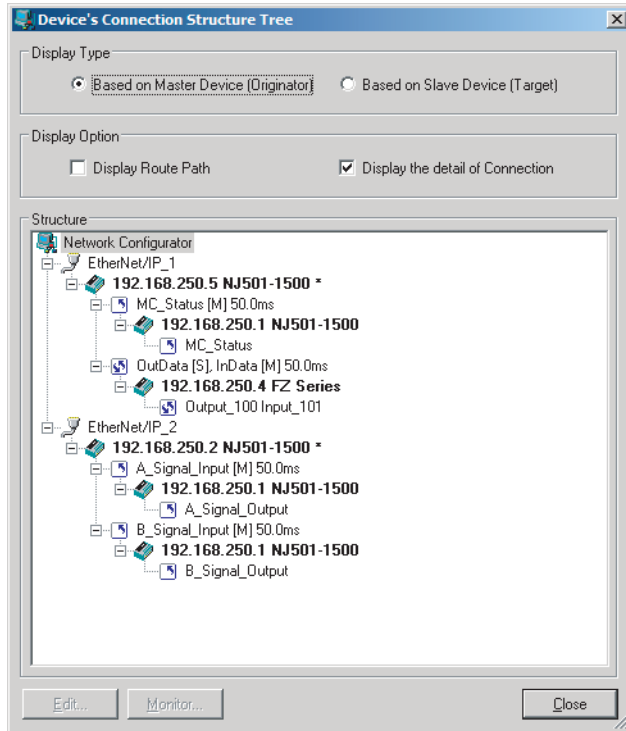 Device's Connection Structure Tree
Display Type
Based on Master Device (Originator) Based on Slave Device (Target)
Display Option
Display Route Path Display the detail of Connection
Structure
Network Configurator
EtherNet/IP_1
192.168.250.5 NJ501-1500 *
MC_Status [M] 50.0ms
192.168.250.1 NJ501-1500
MC_Status
OutData [S], InData [M] 50.0ms
192.168.250.4 FZ Series
Output_100 Input_101
EtherNet/IP_2
192.168.250.2 NJ501-1500 *
A_Signal_Input [M] 50.0ms
192.168.250.1 NJ501-1500
A_Signal_Output
B_Signal_Input [M] 50.0ms
192.168.250.1 NJ501-1500
B_Signal_Output
Edit... Monitor... Close